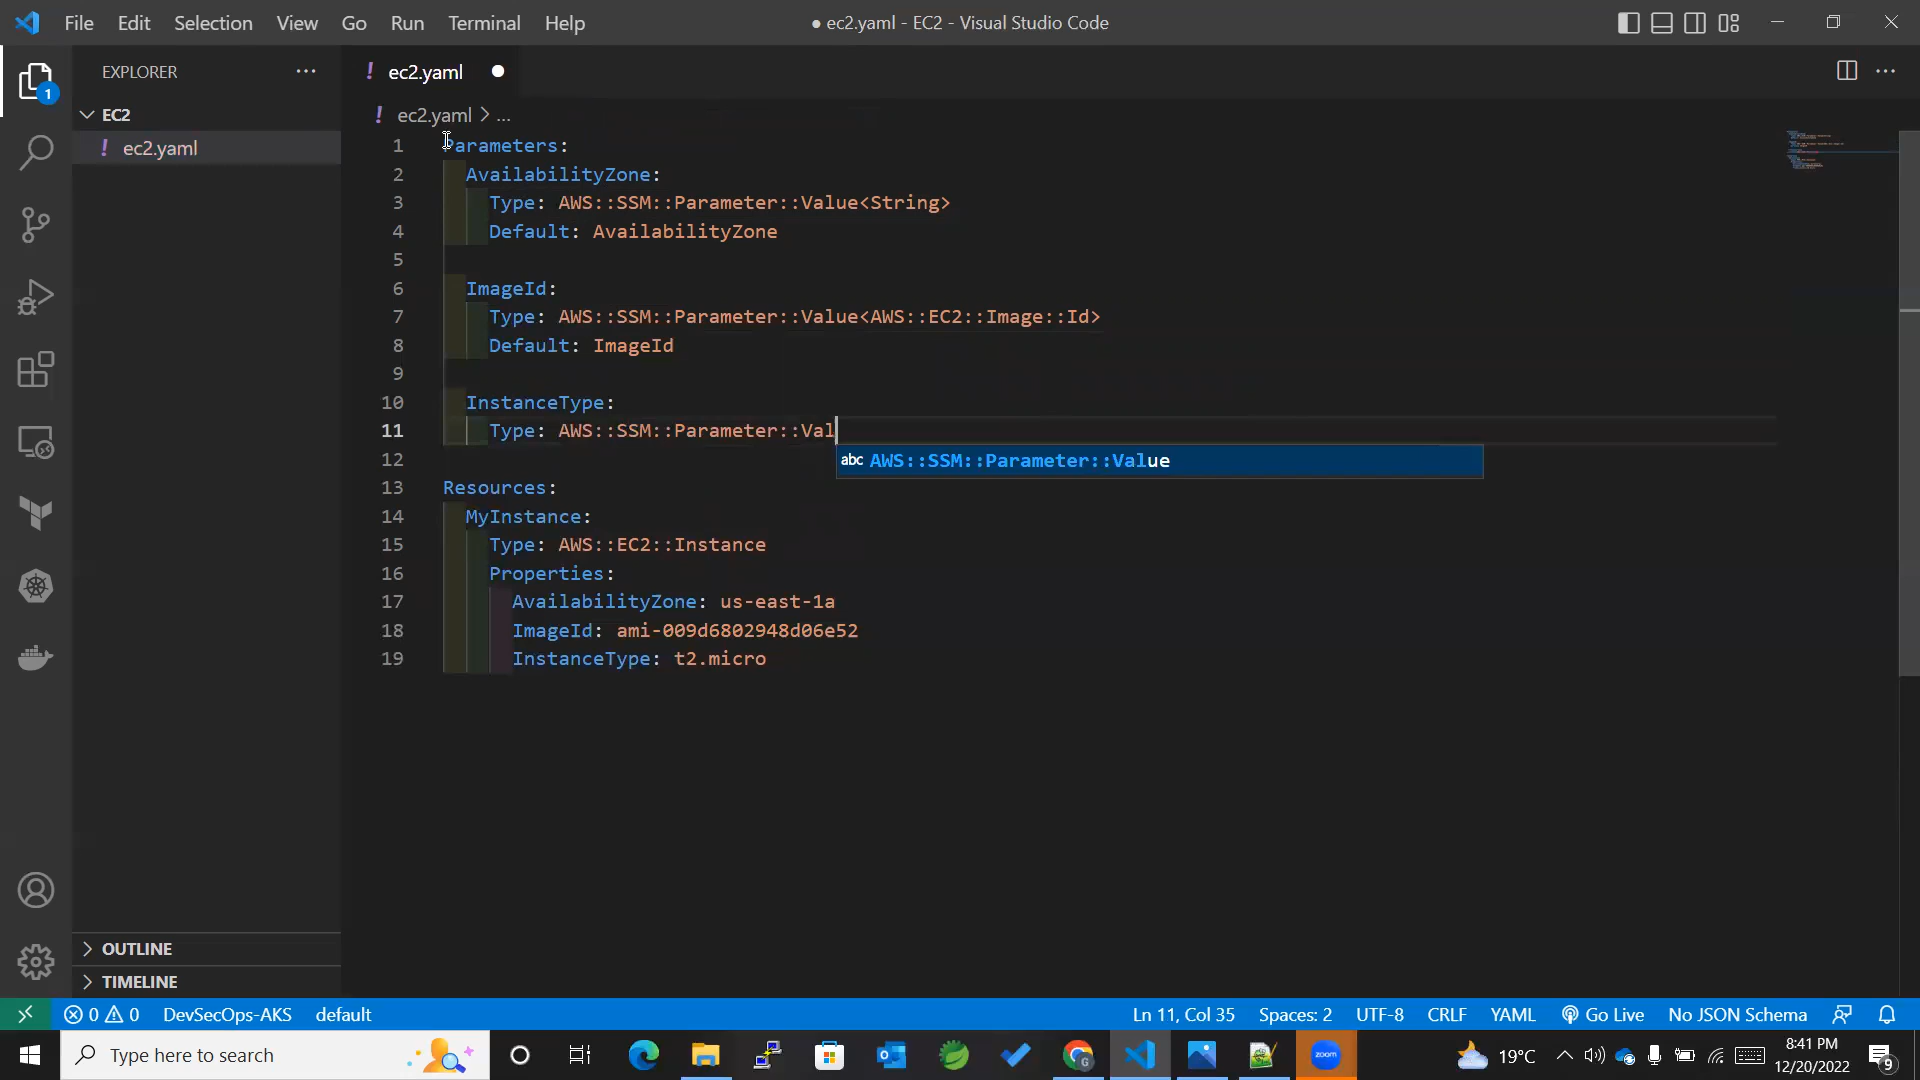 File Edit Selection View Go Run Terminal Help
● ec2.yaml - EC2 - Visual Studio Code
EXPLORER
1
EC2
! ec2.yaml
OUTLINE
TIMELINE
! ec2.yaml ●
! ec2.yaml > ...
1 Parameters:
2 AvailabilityZone:
3 Type: AWS::SSM::Parameter::Value<String>
4 Default: AvailabilityZone
5
6 ImageId:
7 Type: AWS::SSM::Parameter::Value<AWS::EC2::Image::Id>
8 Default: ImageId
9
10 InstanceType:
11 Type: AWS::SSM::Parameter::Val
abc AWS::SSM::Parameter::Value
12
13 Resources:
14 MyInstance:
15 Type: AWS::EC2::Instance
16 Properties:
17 AvailabilityZone: us-east-1a
18 ImageId: ami-009d6802948d06e52
19 InstanceType: t2.micro
0 0 DevSecOps-AKS default
Ln 11, Col 35 Spaces: 2 UTF-8 CRLF YAML Go Live No JSON Schema
Type here to search
zoom
19°C
8:41 PM
12/20/2022
9